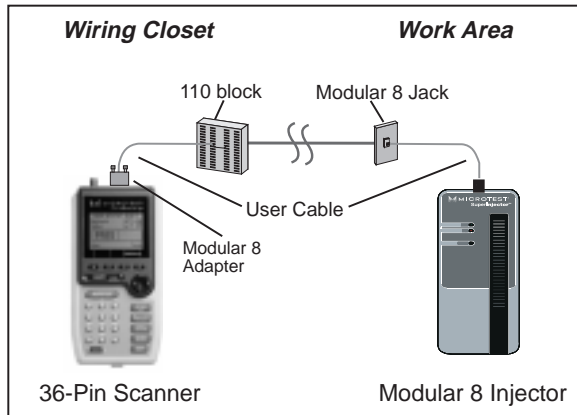 Wiring Closet
Work Area
110 block
Modular 8 Jack
User Cable
Modular 8
Adapter
MICROTEST
SuperInjector™
36-Pin Scanner
Modular 8 Injector